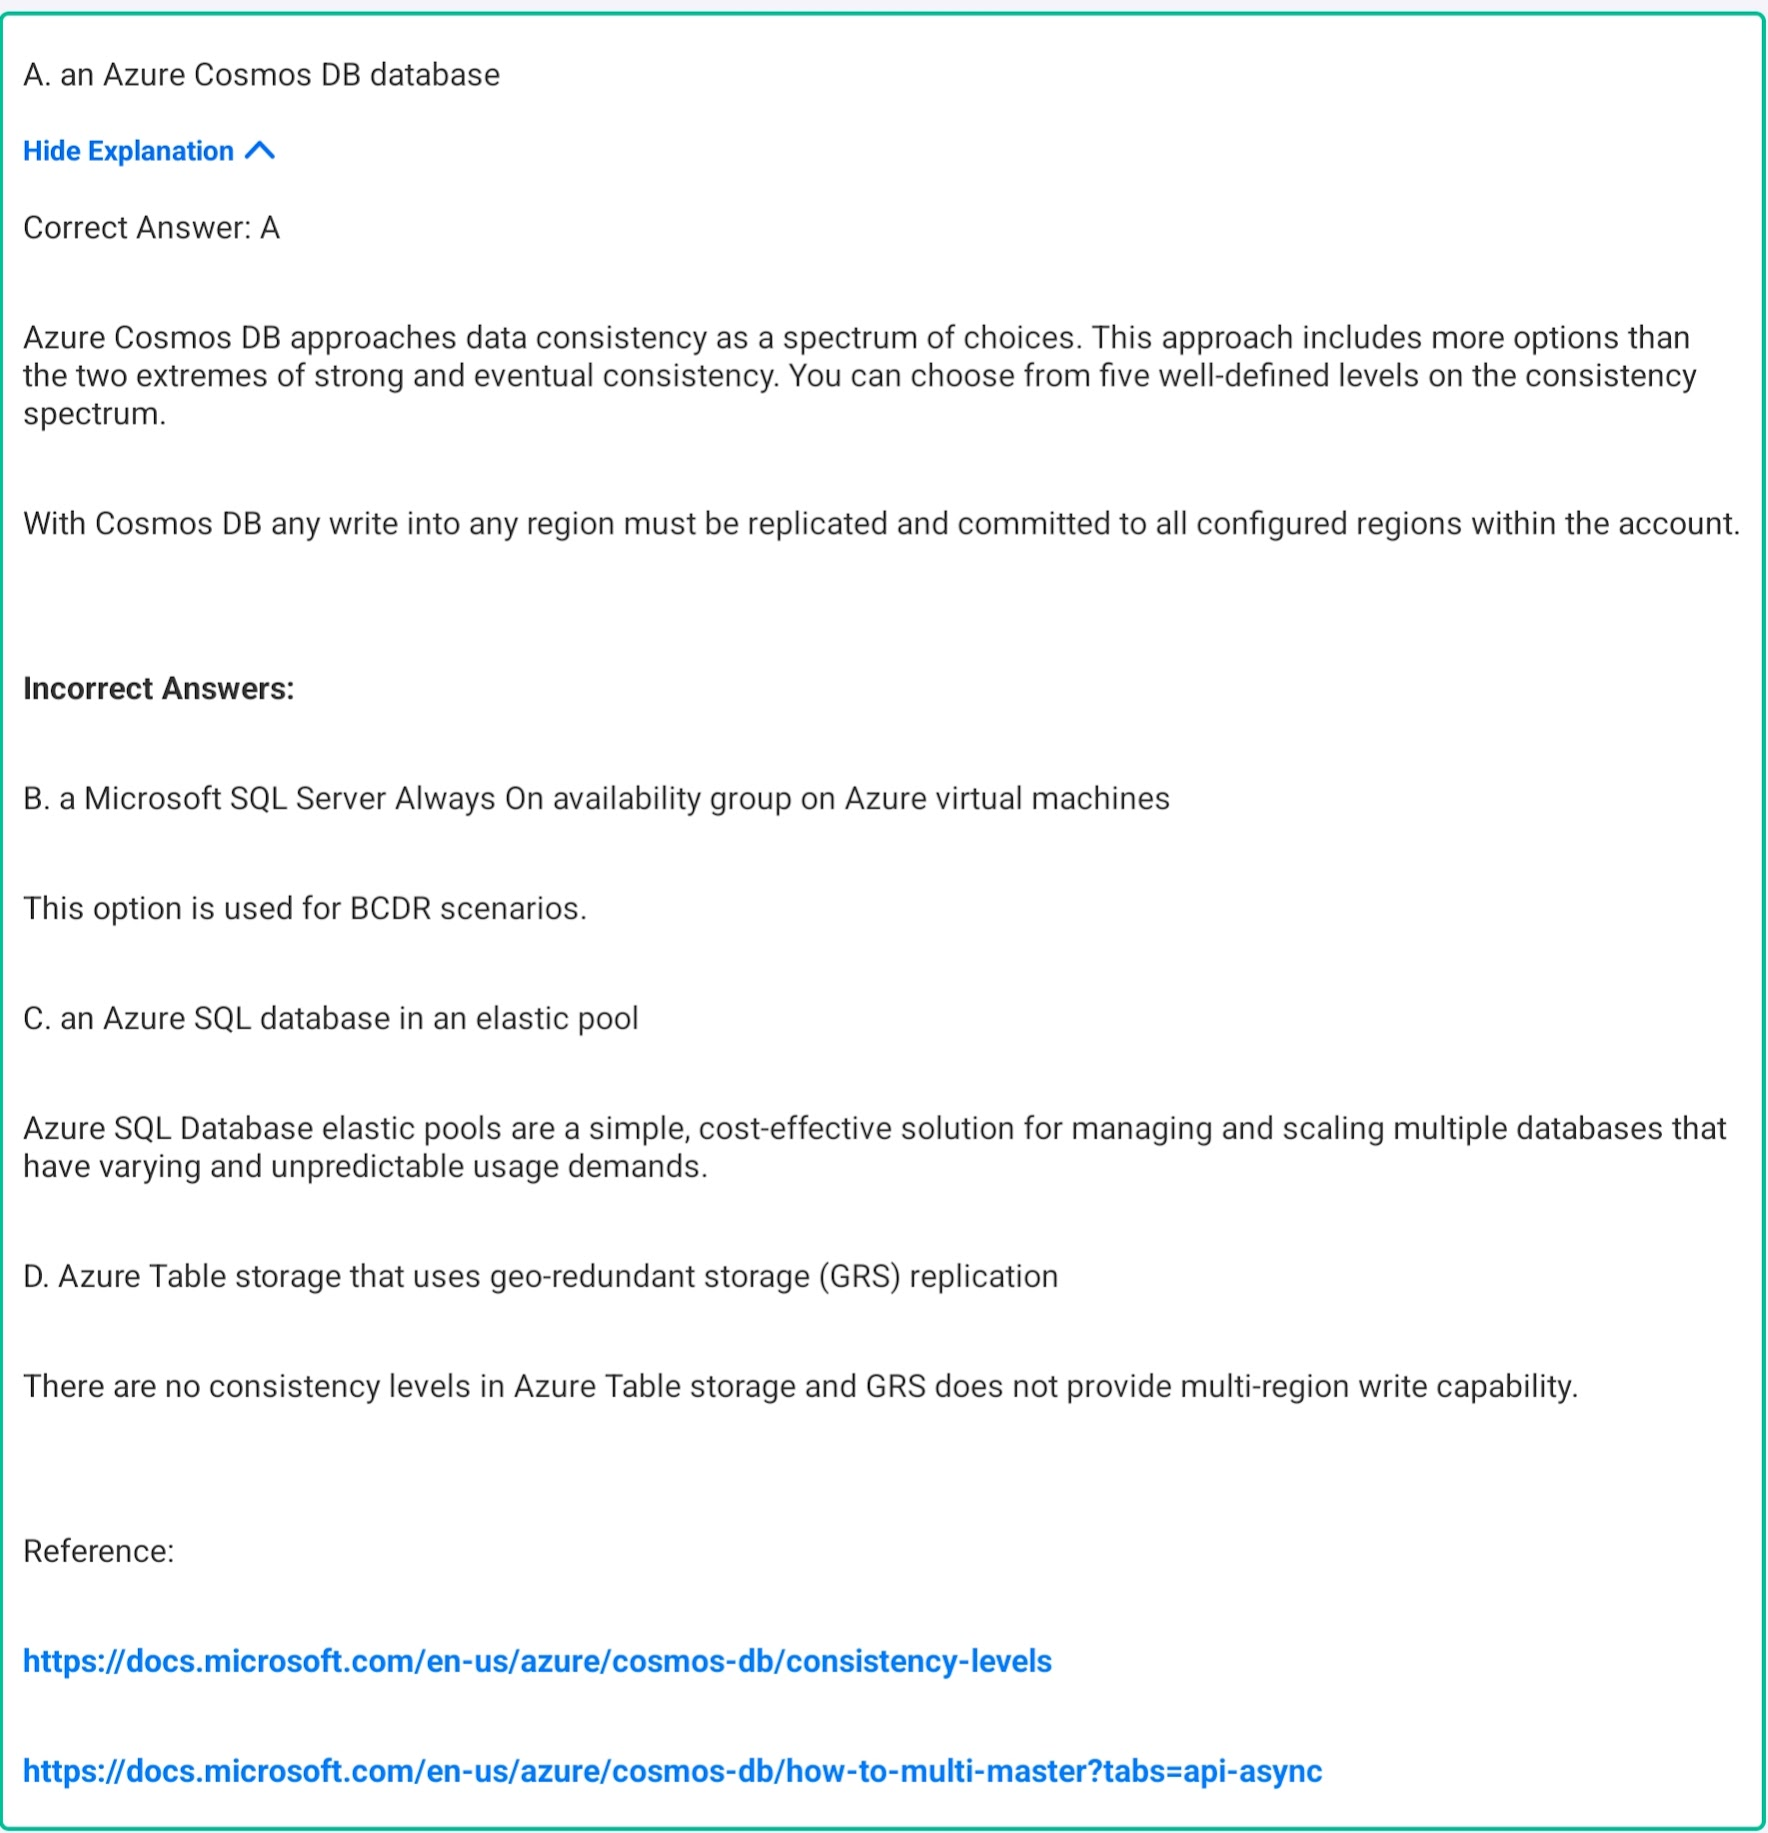 A. an Azure Cosmos DB database
Hide Explanation
Correct Answer: A
Azure Cosmos DB approaches data consistency as a spectrum of choices. This approach includes more options than
the two extremes of strong and eventual consistency. You can choose from five well-defined levels on the consistency
spectrum.
With Cosmos DB any write into any region must be replicated and committed to all configured regions within the account.
Incorrect Answers:
B. a Microsoft SQL Server Always On availability group on Azure virtual machines
This option is used for BCDR scenarios.
C. an Azure SQL database in an elastic pool
Azure SQL Database elastic pools are a simple, cost-effective solution for managing and scaling multiple databases that
have varying and unpredictable usage demands.
D. Azure Table storage that uses geo-redundant storage (GRS) replication
There are no consistency levels in Azure Table storage and GRS does not provide multi-region write capability.
Reference:
https://docs.microsoft.com/en-us/azure/cosmos-db/consistency-levels
https://docs.microsoft.com/en-us/azure/cosmos-db/how-to-multi-master?tabs=api-async